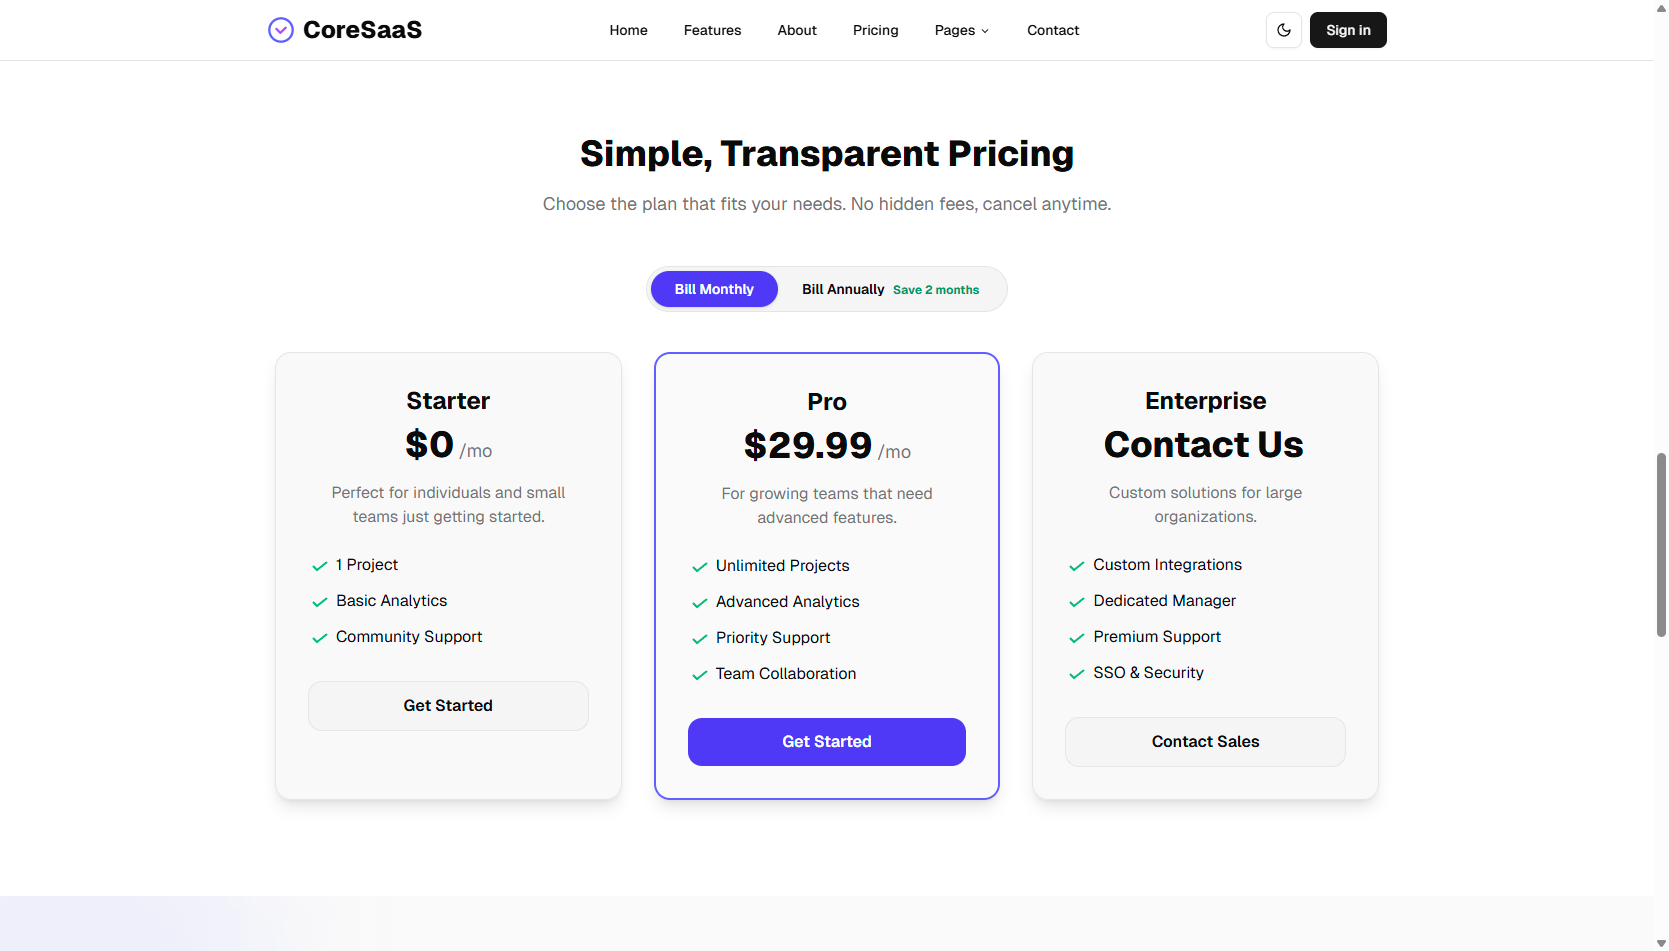 CoreSaaS
Home Features About Pricing Pages Contact
Sign in
Simple, Transparent Pricing
Choose the plan that fits your needs. No hidden fees, cancel anytime.
Bill Monthly Bill Annually Save 2 months
Starter
$0 /mo
Perfect for individuals and small
teams just getting started.
1 Project
Basic Analytics
Community Support
Get Started
Pro
$29.99 /mo
For growing teams that need
advanced features.
Unlimited Projects
Advanced Analytics
Priority Support
Team Collaboration
Get Started
Enterprise
Contact Us
Custom solutions for large
organizations.
Custom Integrations
Dedicated Manager
Premium Support
SSO & Security
Contact Sales